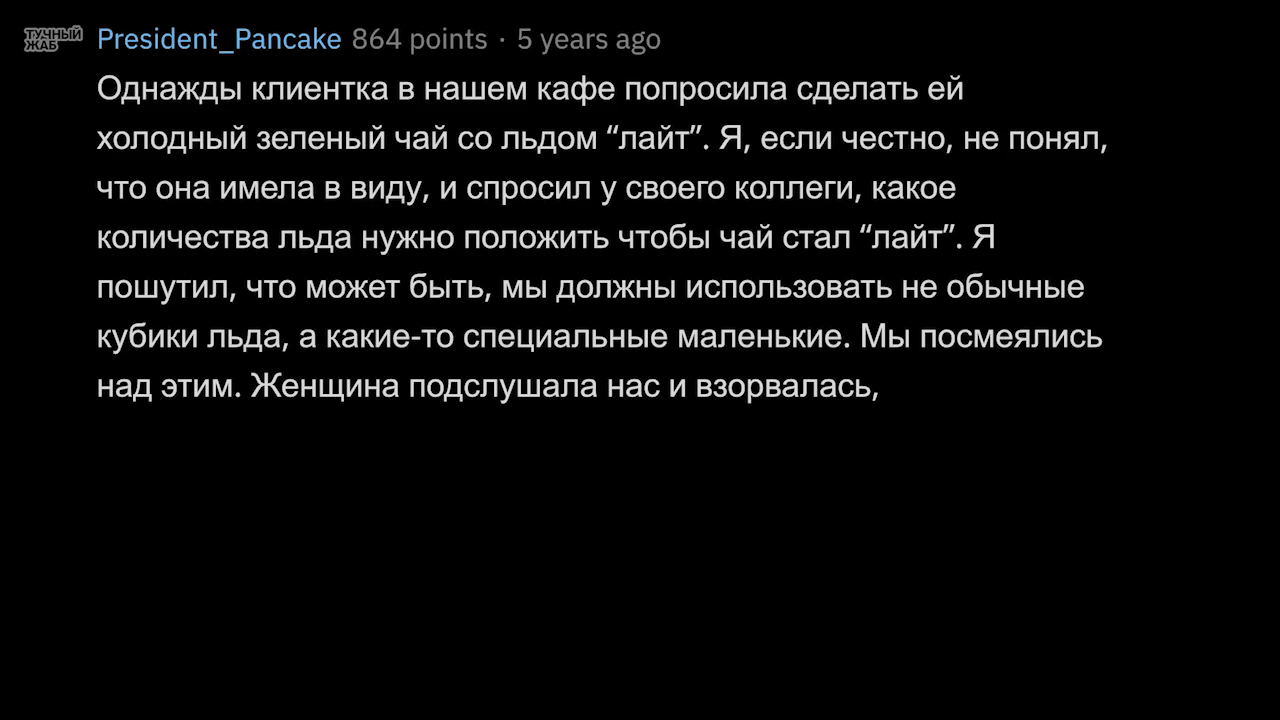 ТУЧНЫЙ
ЖАБ
President_Pancake 864 points · 5 years ago
Однажды клиентка в нашем кафе попросила сделать ей
холодный зеленый чай со льдом “лайт”. Я, если честно, не понял,
что она имела в виду, и спросил у своего коллеги, какое
количества льда нужно положить чтобы чай стал “лайт”. Я
пошутил, что может быть, мы должны использовать не обычные
кубики льда, а какие-то специальные маленькие. Мы посмеялись
над этим. Женщина подслушала нас и взорвалась,